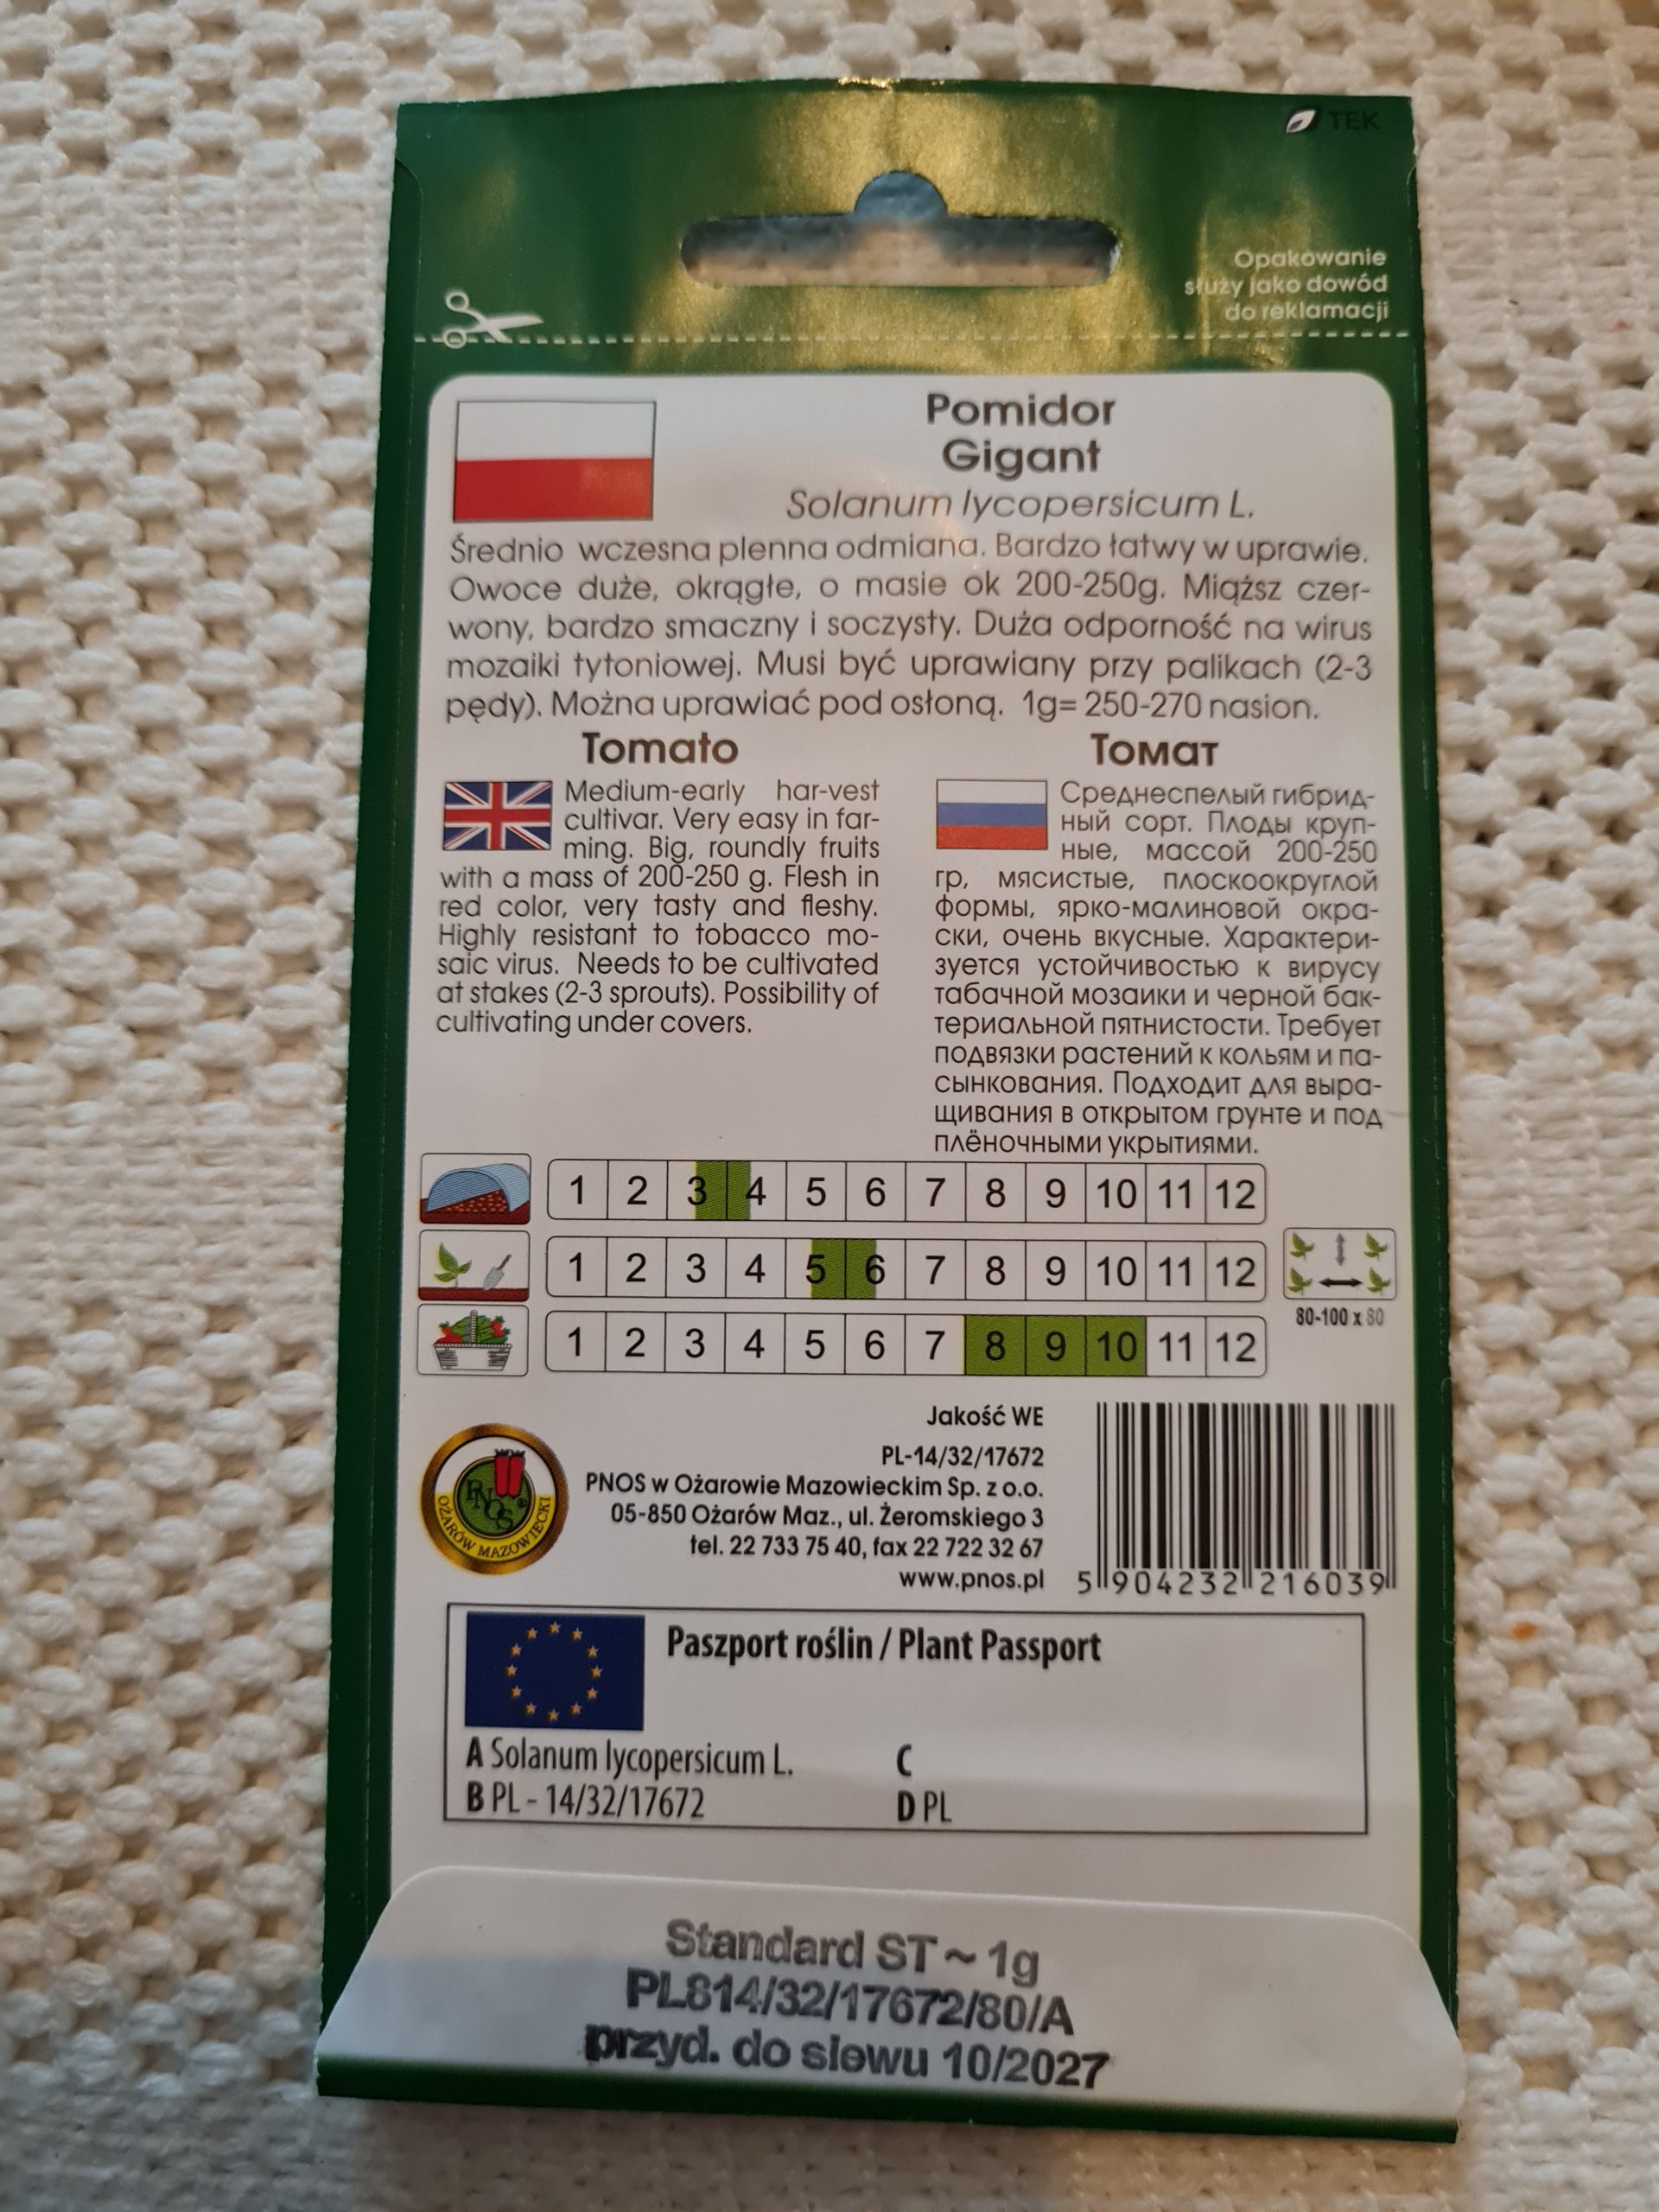 TEK
Opakowanie
służy jako dowód
do reklamacji
Pomidor
Gigant
Solanum lycopersicum L.
Średnio wczesna plenna odmiana. Bardzo łatwy w uprawie.
Owoce duże, okrągłe, o masie ok 200-250g. Miąższ czer-
wony, bardzo smaczny i soczysty. Duża odporność na wirus
mozaiki tytoniowej. Musi być uprawiany przy palikach (2-3
pędy). Można uprawiać pod osłoną. 1g= 250-270 nasion.
Tomato
Medium-early har-vest
cultivar. Very easy in far-
ming. Big, roundly fruits
with a mass of 200-250 g. Flesh in
red color, very tasty and fleshy.
Highly resistant to tobacco mo-
saic virus. Needs to be cultivated
at stakes (2-3 sprouts). Possibility of
cultivating under covers.
Томат
Среднеспелый гибрид-
ный сорт. Плоды круп-
ные, массой 200-250
гр, мясистые, плоскоокруглой
формы, ярко-малиновой окра-
ски, очень вкусные. Характери-
зуется устойчивостью к вирусу
табачной мозаики и черной бак-
териальной пятнистости. Требует
подвязки растений к кольям и па-
сынкования. Подходит для выра-
щивания в открытом грунте и под
плёночными укрытиями.
1 2 3 4 5 6 7 8 9 10 11 12
1 2 3 4 5 6 7 8 9 10 11 12
80-100 x 80
1 2 3 4 5 6 7 8 9 10 11 12
Jakość WE
PL-14/32/17672
PNOS w Ożarowie Mazowieckim Sp. z o.o.
05-850 Ożarów Maz., ul. Żeromskiego 3
tel. 22 733 75 40, fax 22 722 32 67
www.pnos.pl
PNOS®
OŻARÓW MAZOWIECKI
5 904232 216039
Paszport roślin / Plant Passport
A Solanum lycopersicum L. C
B PL - 14/32/17672 D PL
Standard ST ~ 1g
PL814/32/17672/80/A
przyd. do siewu 10/2027